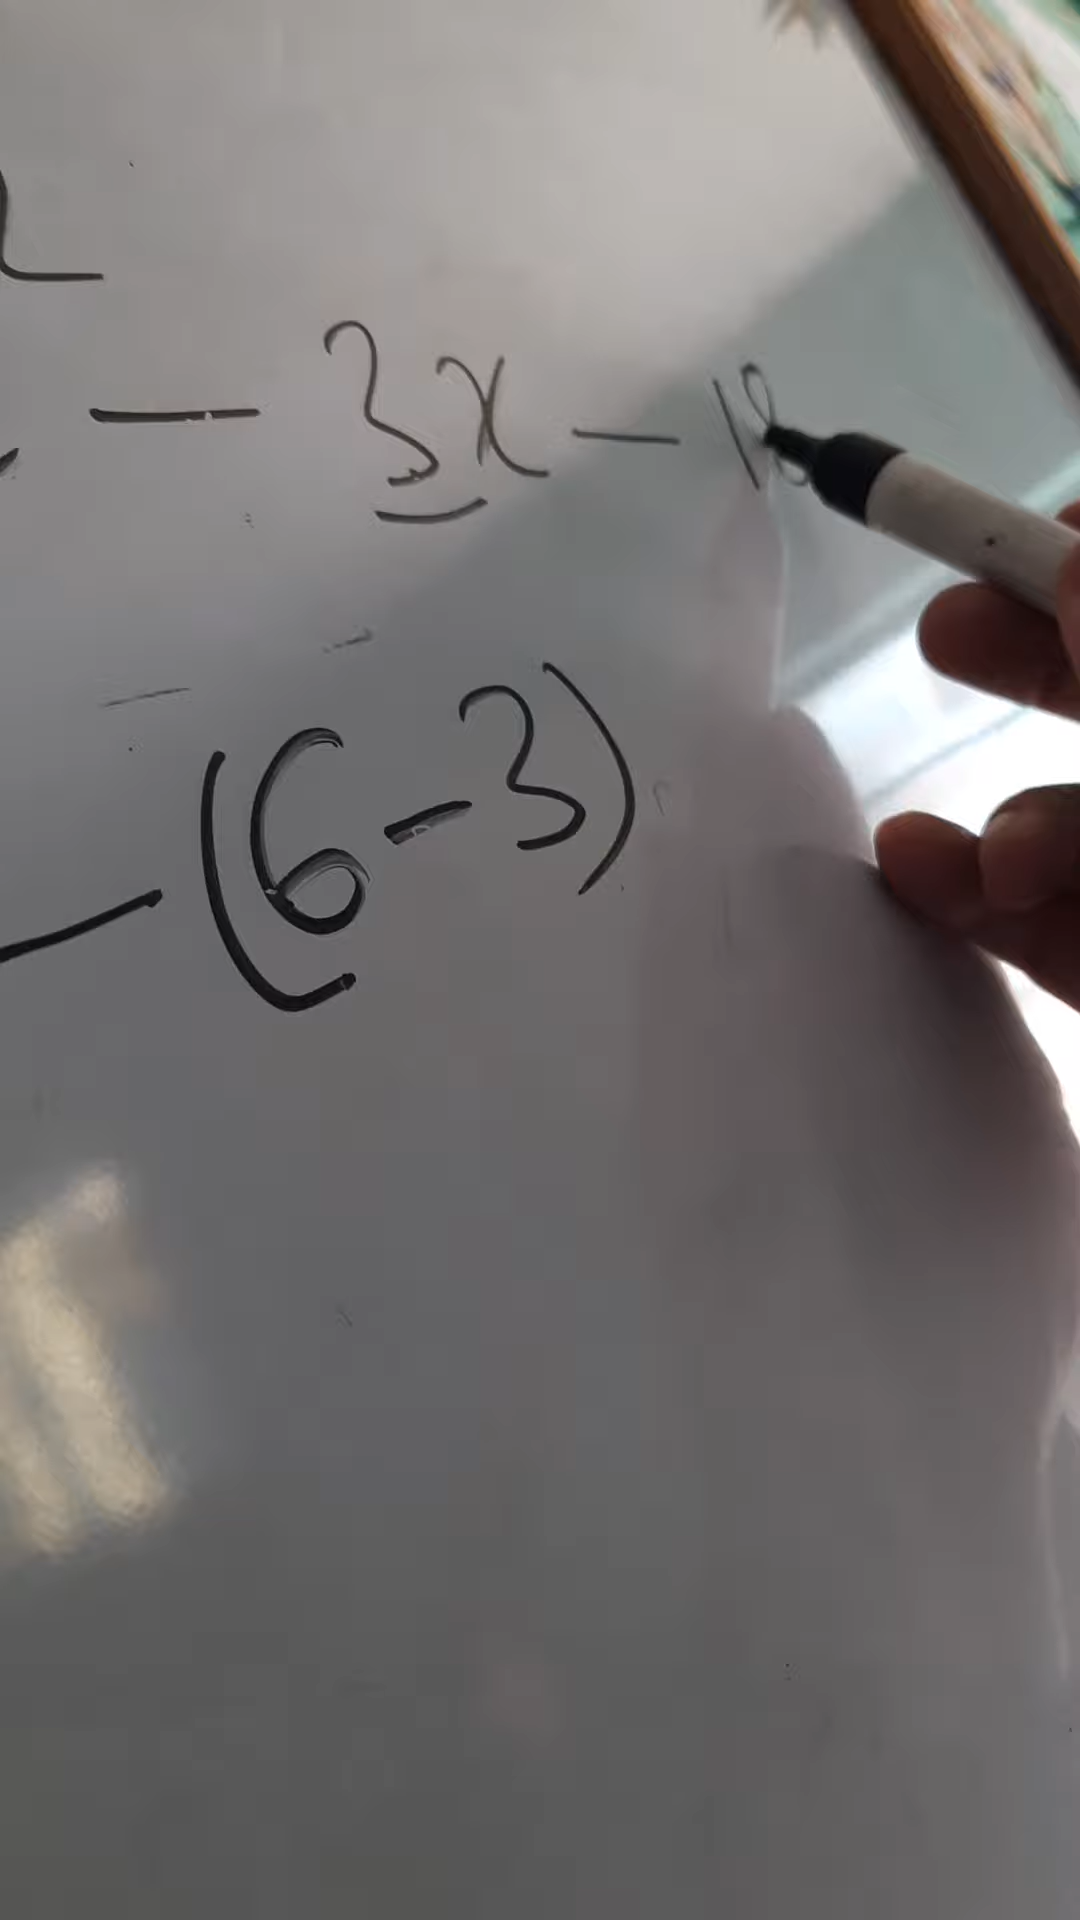 - 3x - 18
- (6-3)